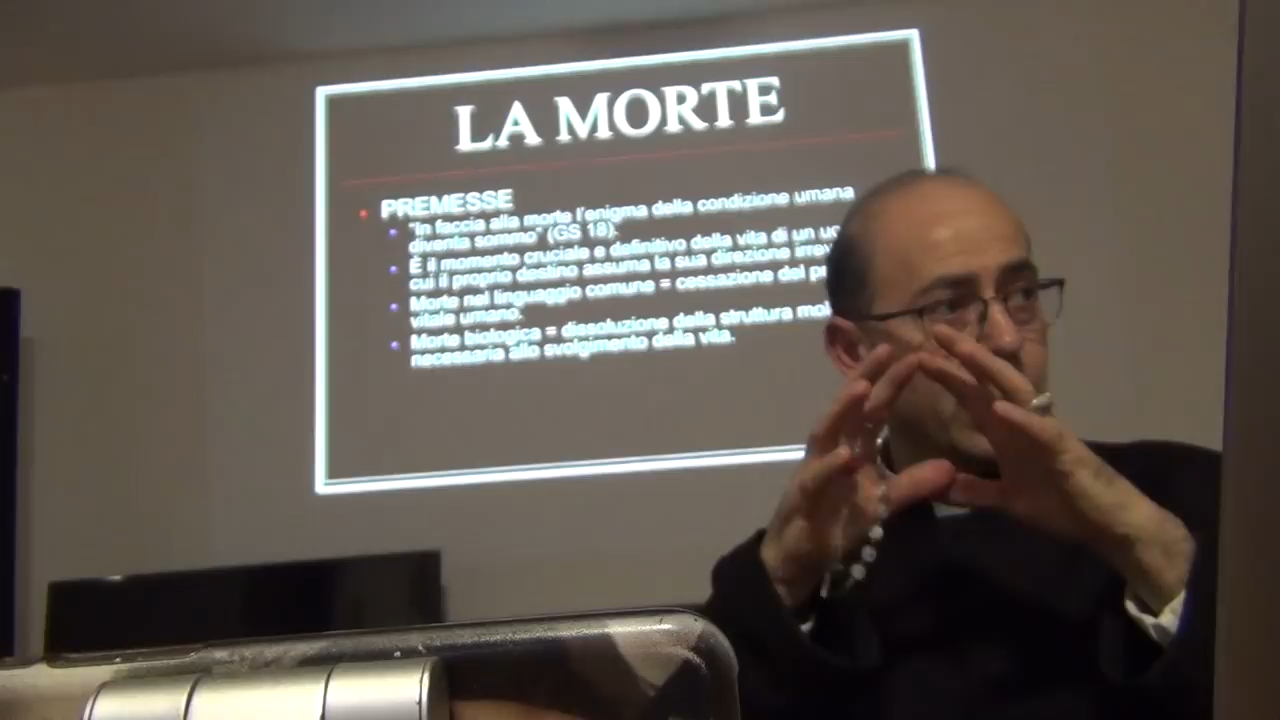 LA MORTE
PREMESSE
"In faccia alla morte l'enigma della condizione umana
diventa sommo" (GS 18).
È il momento cruciale e definitivo della vita di un
cui il proprio destino assume la sua direzione
Morte nel linguaggio comune = cessazione del
vitale umano.
Morte biologica = dissoluzione della struttura
necessaria allo svolgimento della vita.